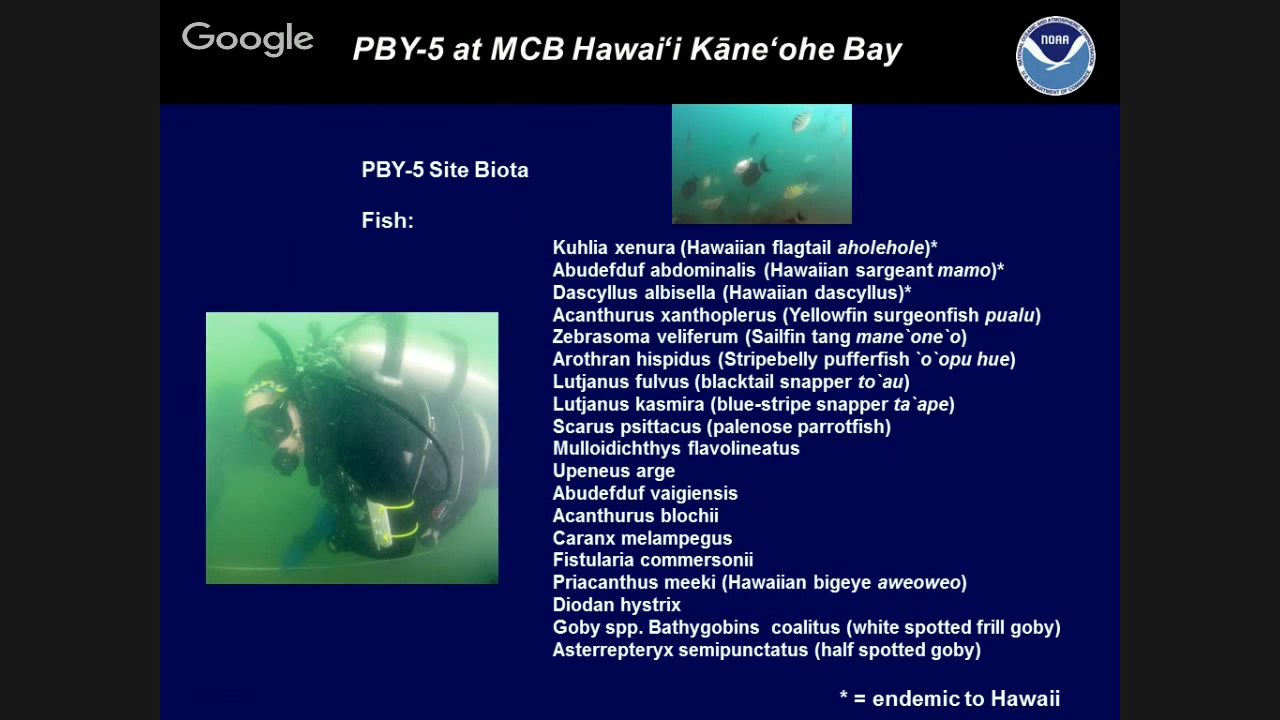 Google
PBY-5 at MCB Hawai‘i Kāne‘ohe Bay
NOAA
PBY-5 Site Biota
Fish:
Kuhlia xenura (Hawaiian flagtail aholehole)*
Abudefduf abdominalis (Hawaiian sargeant mamo)*
Dascyllus albisella (Hawaiian dascyllus)*
Acanthurus xanthoplerus (Yellowfin surgeonfish pualu)
Zebrasoma veliferum (Sailfin tang mane`one`o)
Arothran hispidus (Stripebelly pufferfish `o`opu hue)
Lutjanus fulvus (blacktail snapper to`au)
Lutjanus kasmira (blue-stripe snapper ta`ape)
Scarus psittacus (palenose parrotfish)
Mulloidichthys flavolineatus
Upeneus arge
Abudefduf vaigiensis
Acanthurus blochii
Caranx melampegus
Fistularia commersonii
Priacanthus meeki (Hawaiian bigeye aweoweo)
Diodan hystrix
Goby spp. Bathygobins  coalitus (white spotted frill goby)
Asterrepteryx semipunctatus (half spotted goby)
* = endemic to Hawaii